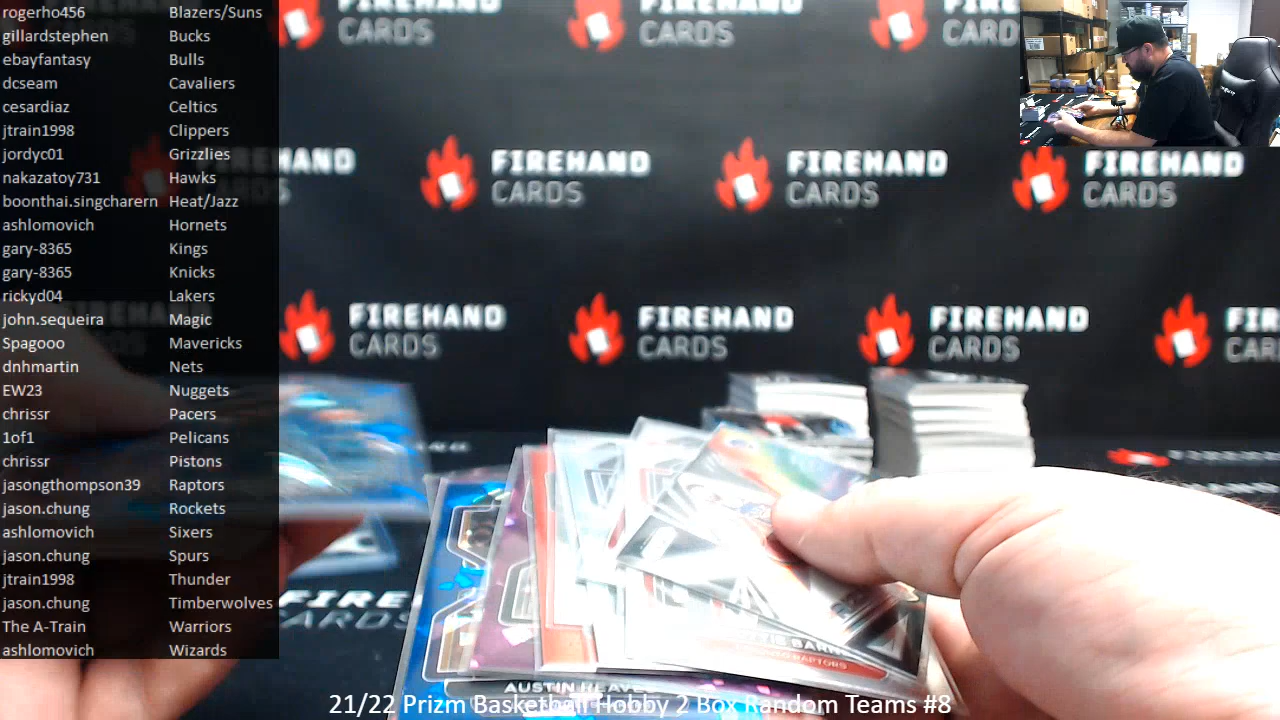 rogerho456 Blazers/Suns
gillardstephen Bucks
ebayfantasy Bulls
dcseam Cavaliers
cesardiaz Celtics
jtrain1998 Clippers
jordyc01 Grizzlies
nakazatoy731 Hawks
boonthai.singcharern Heat/Jazz
ashlomovich Hornets
gary-8365 Kings
gary-8365 Knicks
rickyd04 Lakers
john.sequeira Magic
Spagooo Mavericks
dnhmartin Nets
EW23 Nuggets
chrissr Pacers
1of1 Pelicans
chrissr Pistons
jasongthompson39 Raptors
jason.chung Rockets
ashlomovich Sixers
jason.chung Spurs
jtrain1998 Thunder
jason.chung Timberwolves
The A-Train Warriors
ashlomovich Wizards
CARDS CARDS CARDS
FIREHAND FIREHAND FIREHAND
CARDS CARDS CARDS
FIREHAND FIREHAND FIREHAND
CARDS CARDS CARDS
RAPTORS
AUSTIN REAVES
21/22 Prizm Basketball Hobby 2 Box Random Teams #8